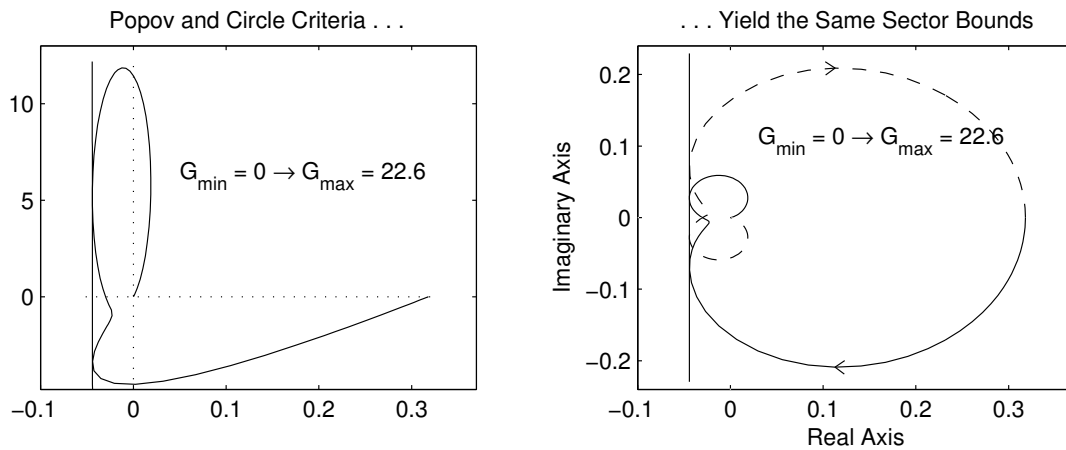 Popov and Circle Criteria . . .
10
5
0
G_min = 0 → G_max = 22.6
−0.1 0 0.1 0.2 0.3
. . . Yield the Same Sector Bounds
Imaginary Axis
0.2
0.1
0
−0.1
−0.2
G_min = 0 → G_max = 22.6
−0.1 0 0.1 0.2 0.3
Real Axis